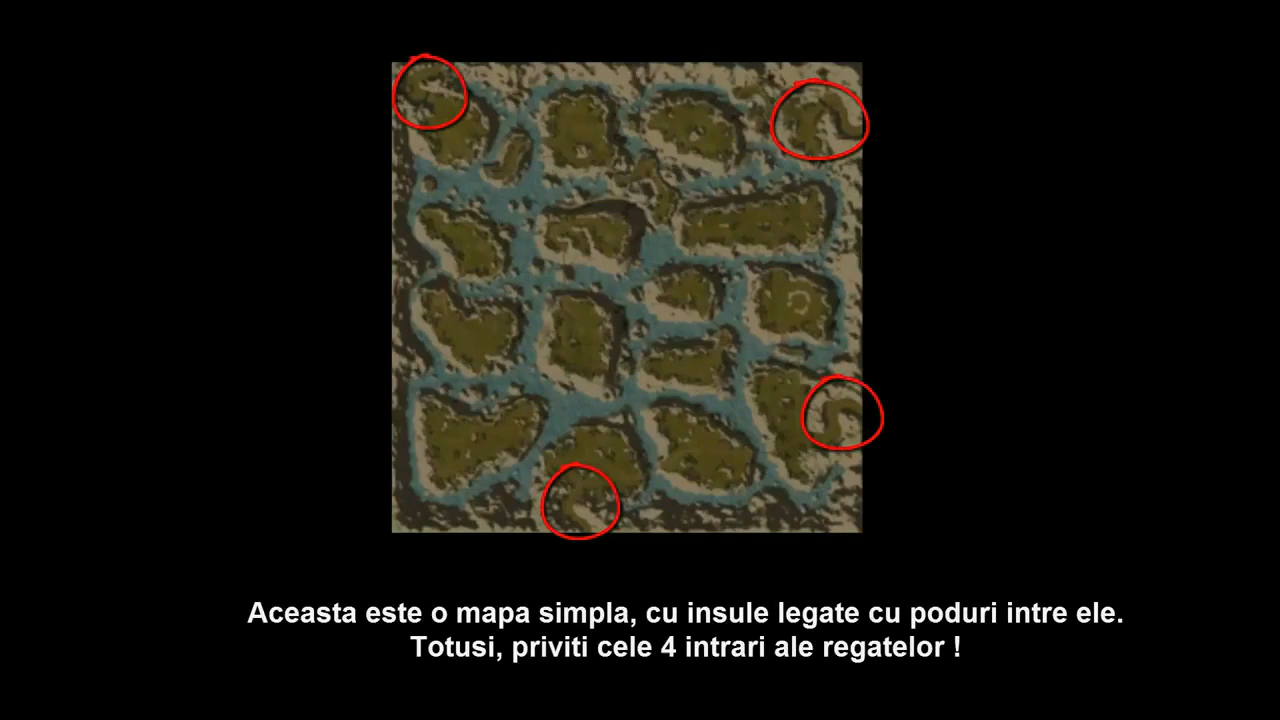 Aceasta este o mapa simpla, cu insule legate cu poduri intre ele.
Totusi, priviti cele 4 intrari ale regatelor !